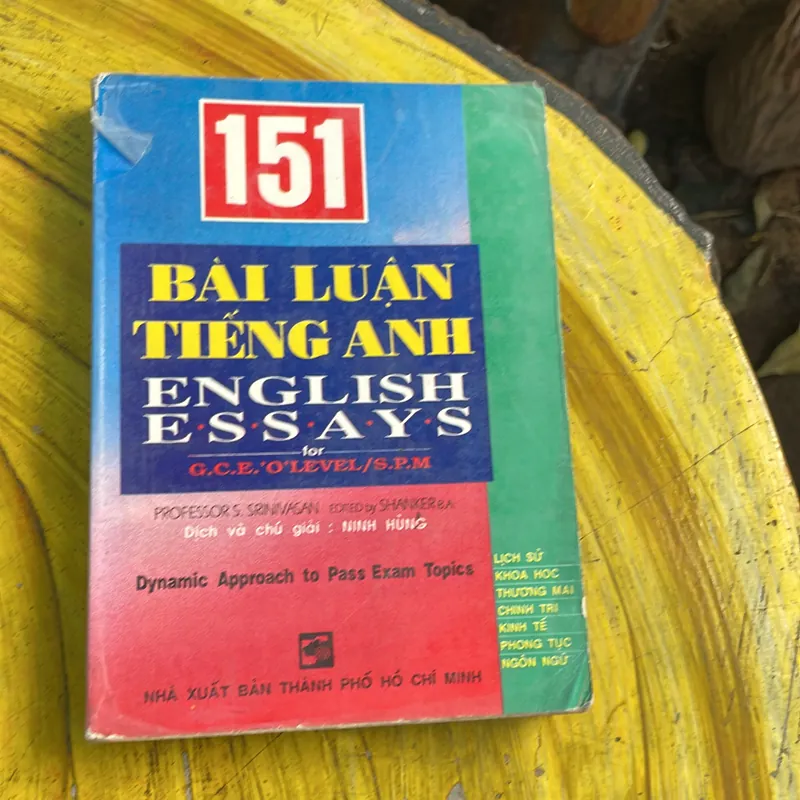 151
BÀI LUẬN
TIẾNG ANH
ENGLISH
E·S·S·A·Y·S
for
G.C.E.'O'LEVEL/S.P.M
PROFESSOR S. SRINIVASAN EDITED by SHANKER B.A.
Dịch và chú giải : NINH HÙNG
Dynamic Approach to Pass Exam Topics
LỊCH SỬ
KHOA HỌC
THƯƠNG MẠI
CHÍNH TRỊ
KINH TẾ
PHONG TỤC
NGÔN NGỮ
NHÀ XUẤT BẢN THÀNH PHỐ HỒ CHÍ MINH